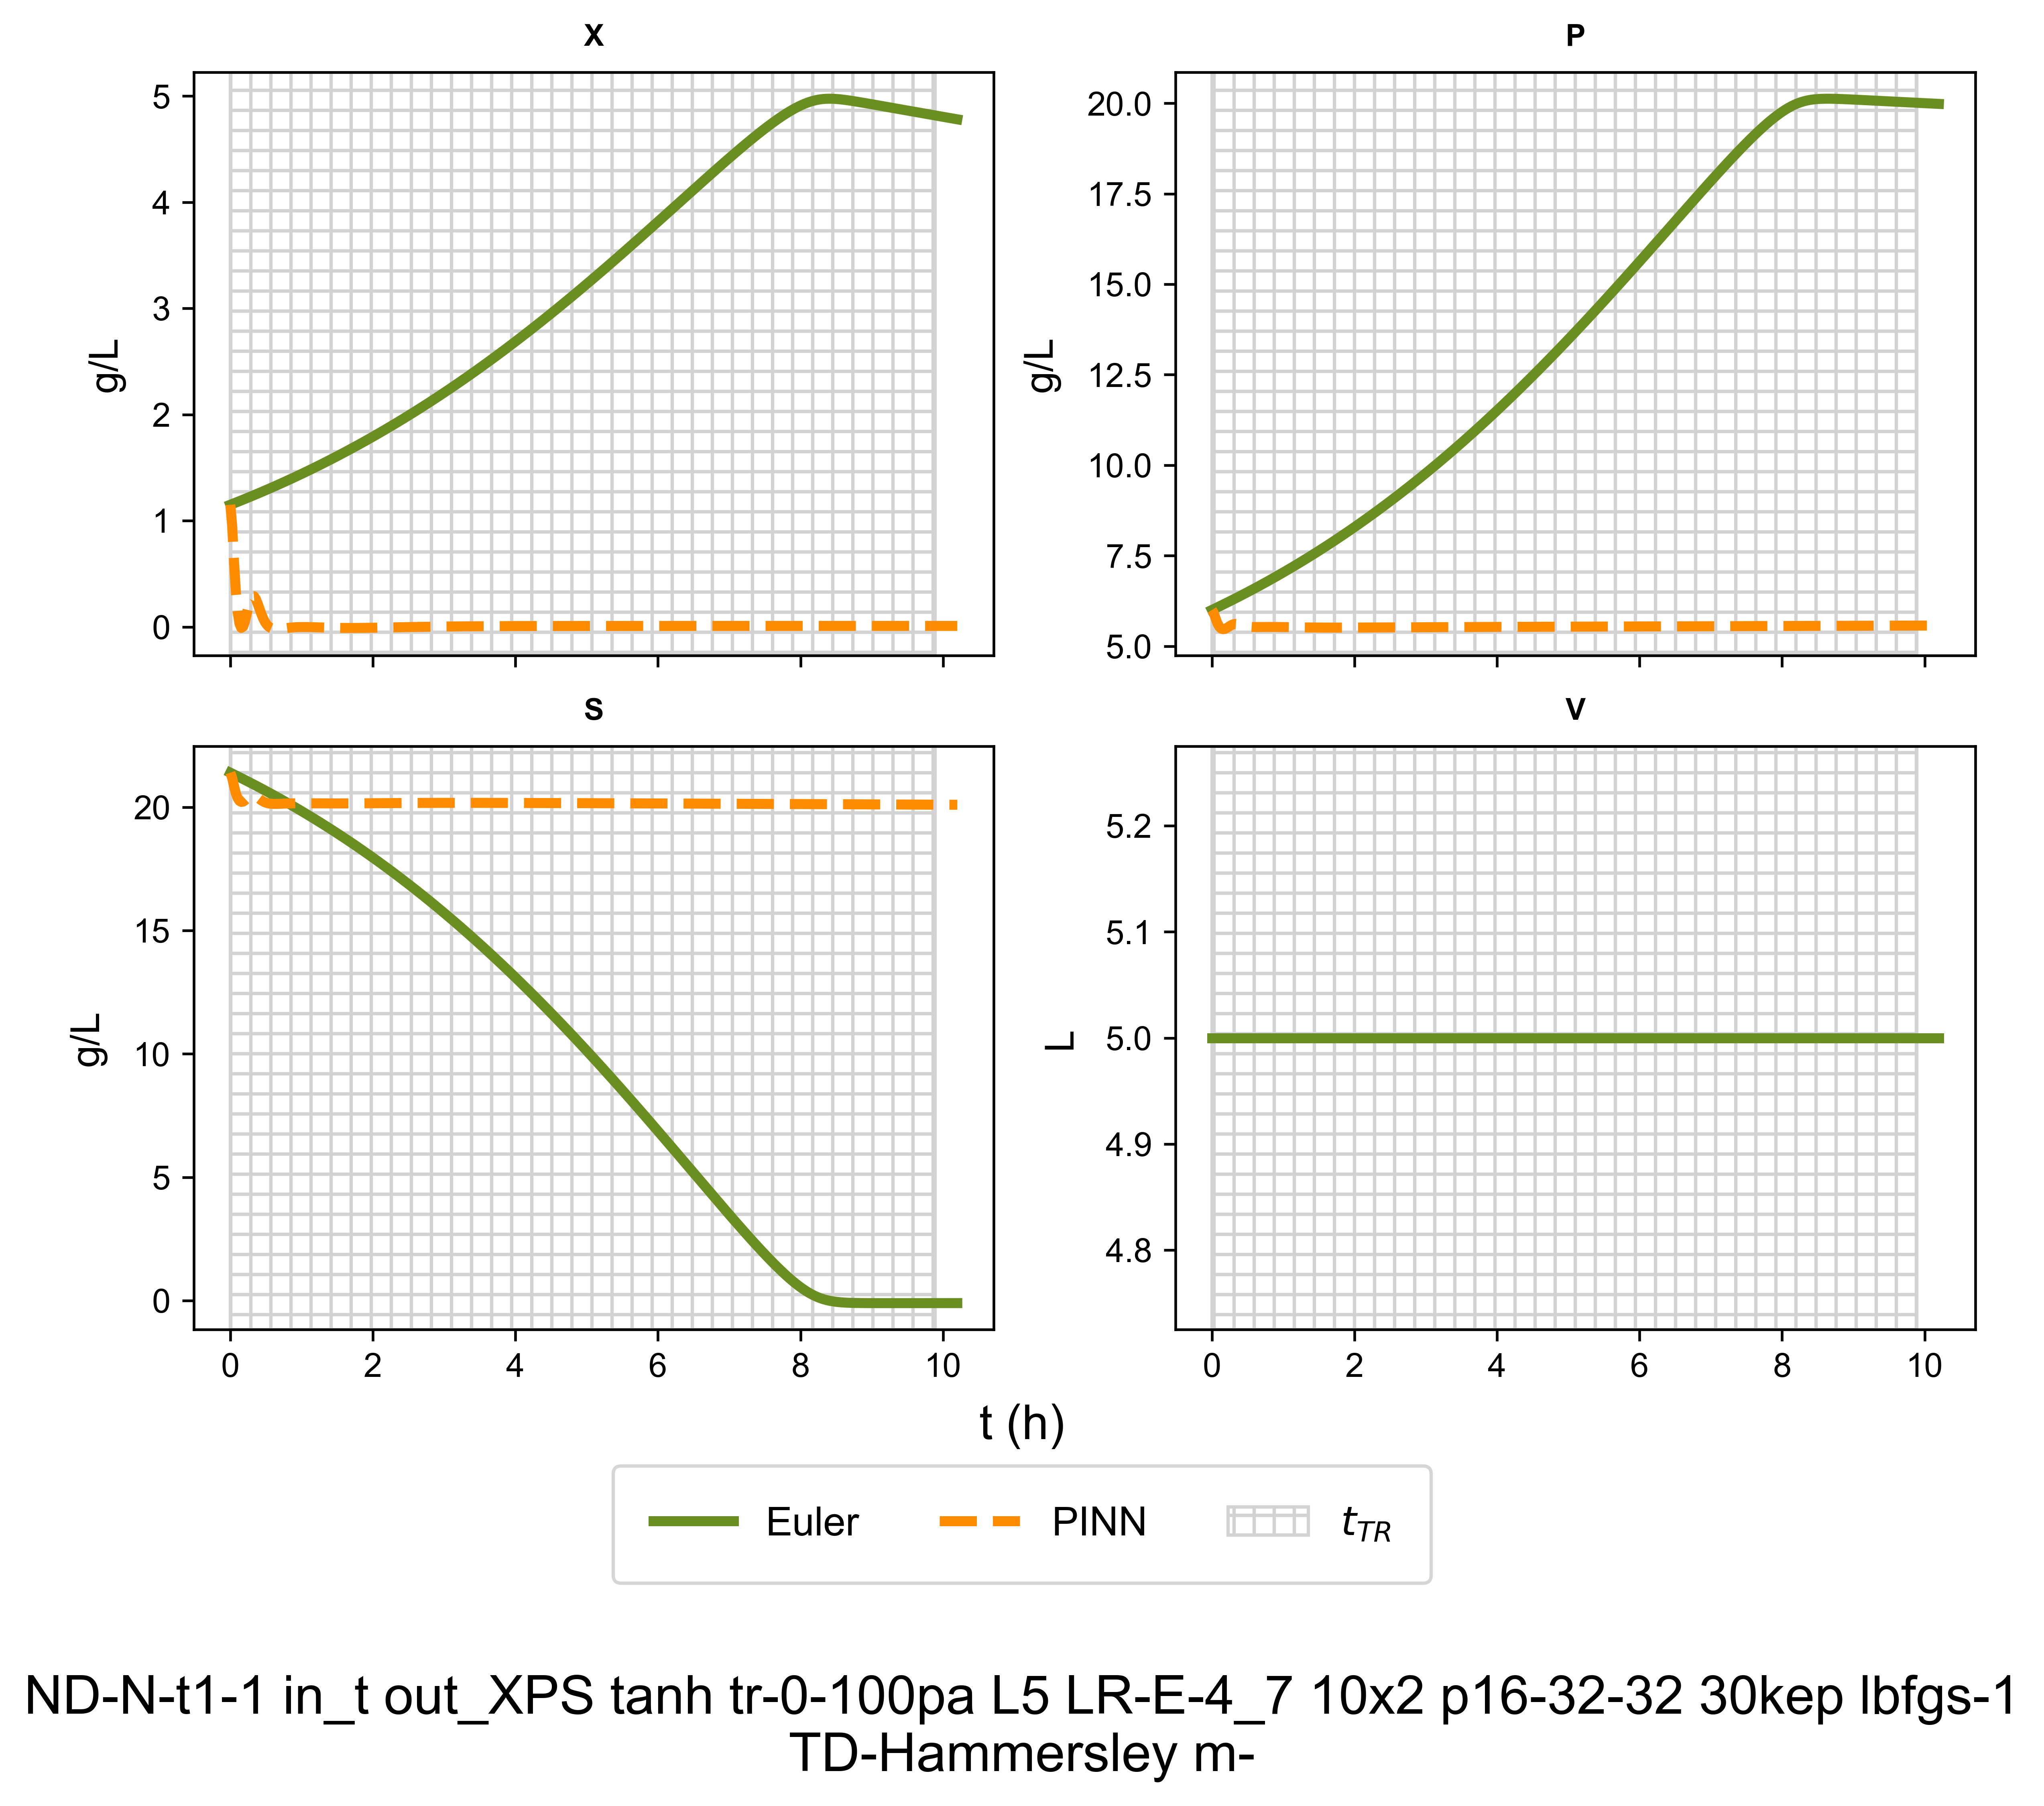 X
P
5
4
3
2
1
0
g/L
20.0
17.5
15.0
12.5
10.0
7.5
5.0
g/L
S
V
20
15
10
5
0
g/L
0 2 4 6 8 10
5.2
5.1
5.0
4.9
4.8
L
0 2 4 6 8 10
t (h)
Euler PINN t_{TR}
ND-N-t1-1 in_t out_XPS tanh tr-0-100pa L5 LR-E-4_7 10x2 p16-32-32 30kep lbfgs-1
TD-Hammersley m-